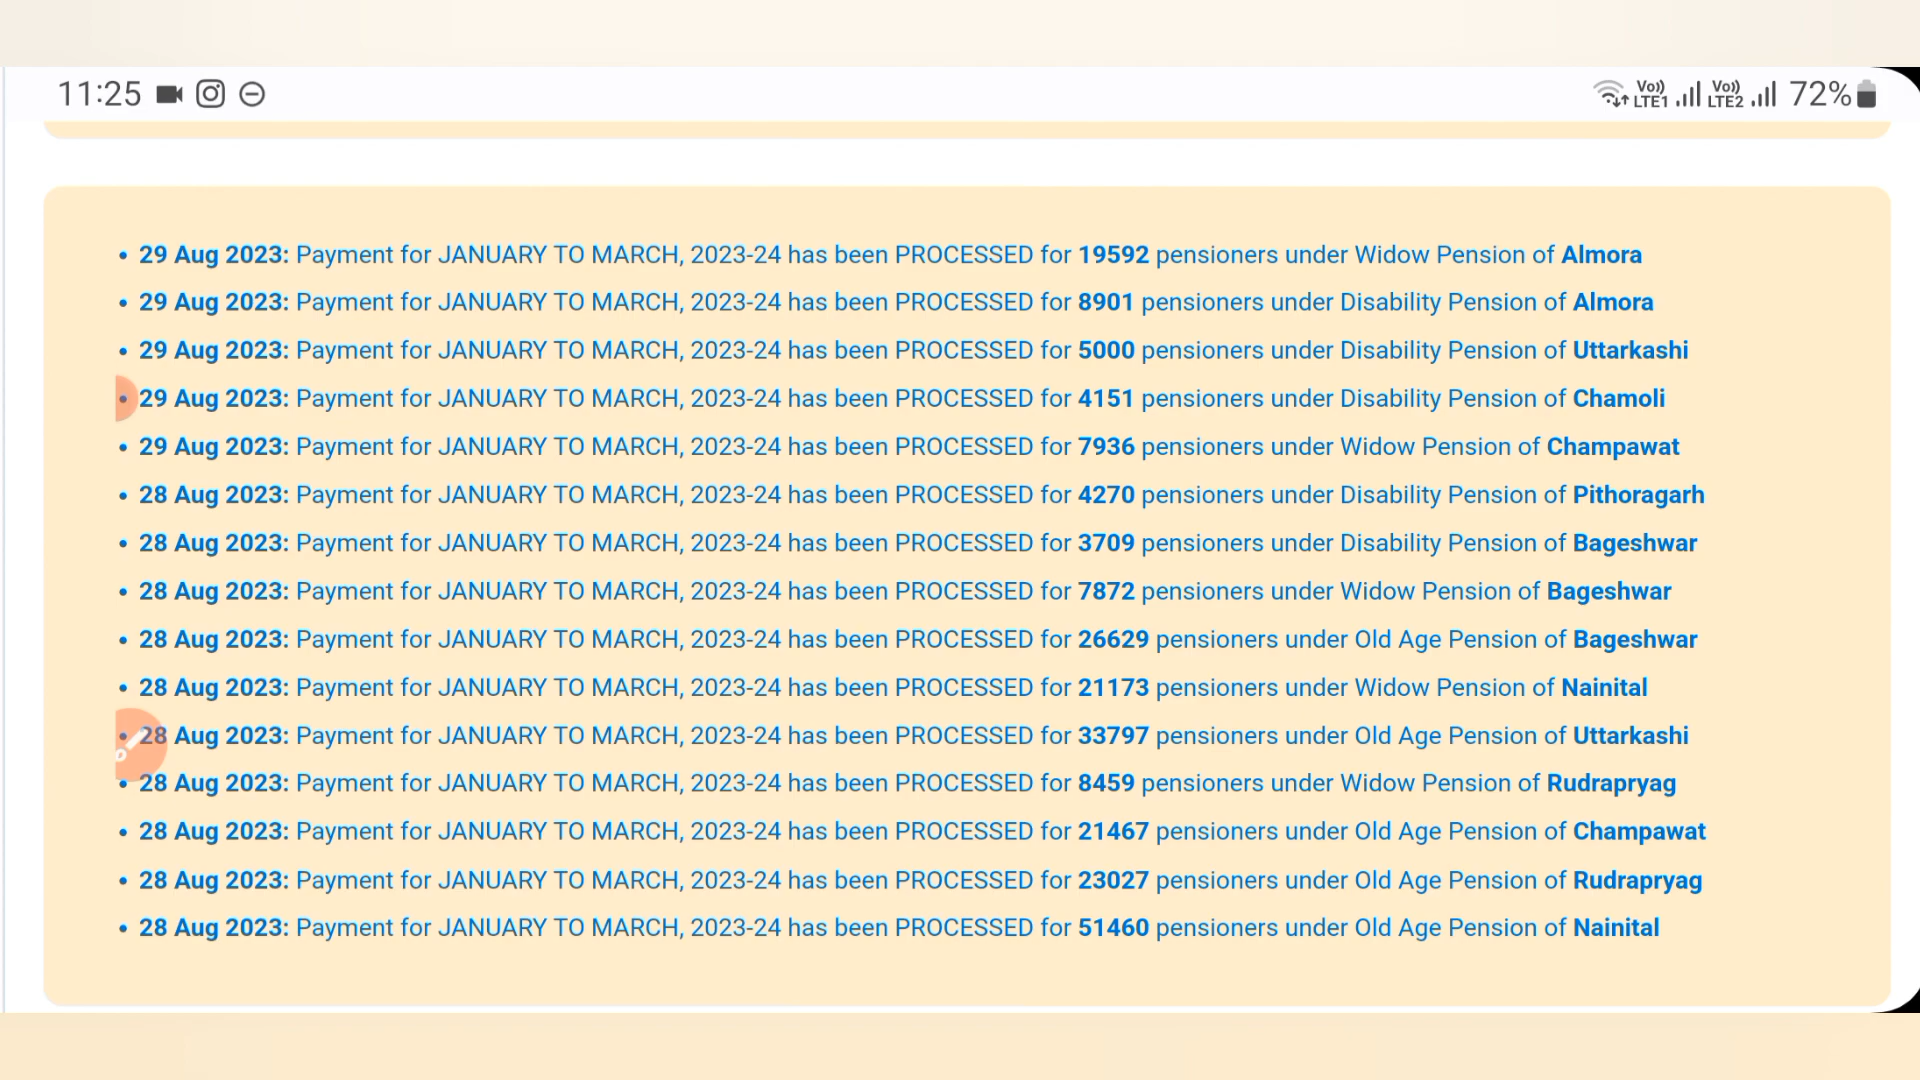 11:25 Vo)) LTE1 Vo)) LTE2 72%
• 29 Aug 2023: Payment for JANUARY TO MARCH, 2023-24 has been PROCESSED for 19592 pensioners under Widow Pension of Almora
• 29 Aug 2023: Payment for JANUARY TO MARCH, 2023-24 has been PROCESSED for 8901 pensioners under Disability Pension of Almora
• 29 Aug 2023: Payment for JANUARY TO MARCH, 2023-24 has been PROCESSED for 5000 pensioners under Disability Pension of Uttarkashi
• 29 Aug 2023: Payment for JANUARY TO MARCH, 2023-24 has been PROCESSED for 4151 pensioners under Disability Pension of Chamoli
• 29 Aug 2023: Payment for JANUARY TO MARCH, 2023-24 has been PROCESSED for 7936 pensioners under Widow Pension of Champawat
• 28 Aug 2023: Payment for JANUARY TO MARCH, 2023-24 has been PROCESSED for 4270 pensioners under Disability Pension of Pithoragarh
• 28 Aug 2023: Payment for JANUARY TO MARCH, 2023-24 has been PROCESSED for 3709 pensioners under Disability Pension of Bageshwar
• 28 Aug 2023: Payment for JANUARY TO MARCH, 2023-24 has been PROCESSED for 7872 pensioners under Widow Pension of Bageshwar
• 28 Aug 2023: Payment for JANUARY TO MARCH, 2023-24 has been PROCESSED for 26629 pensioners under Old Age Pension of Bageshwar
• 28 Aug 2023: Payment for JANUARY TO MARCH, 2023-24 has been PROCESSED for 21173 pensioners under Widow Pension of Nainital
• 28 Aug 2023: Payment for JANUARY TO MARCH, 2023-24 has been PROCESSED for 33797 pensioners under Old Age Pension of Uttarkashi
• 28 Aug 2023: Payment for JANUARY TO MARCH, 2023-24 has been PROCESSED for 8459 pensioners under Widow Pension of Rudrapryag
• 28 Aug 2023: Payment for JANUARY TO MARCH, 2023-24 has been PROCESSED for 21467 pensioners under Old Age Pension of Champawat
• 28 Aug 2023: Payment for JANUARY TO MARCH, 2023-24 has been PROCESSED for 23027 pensioners under Old Age Pension of Rudrapryag
• 28 Aug 2023: Payment for JANUARY TO MARCH, 2023-24 has been PROCESSED for 51460 pensioners under Old Age Pension of Nainital